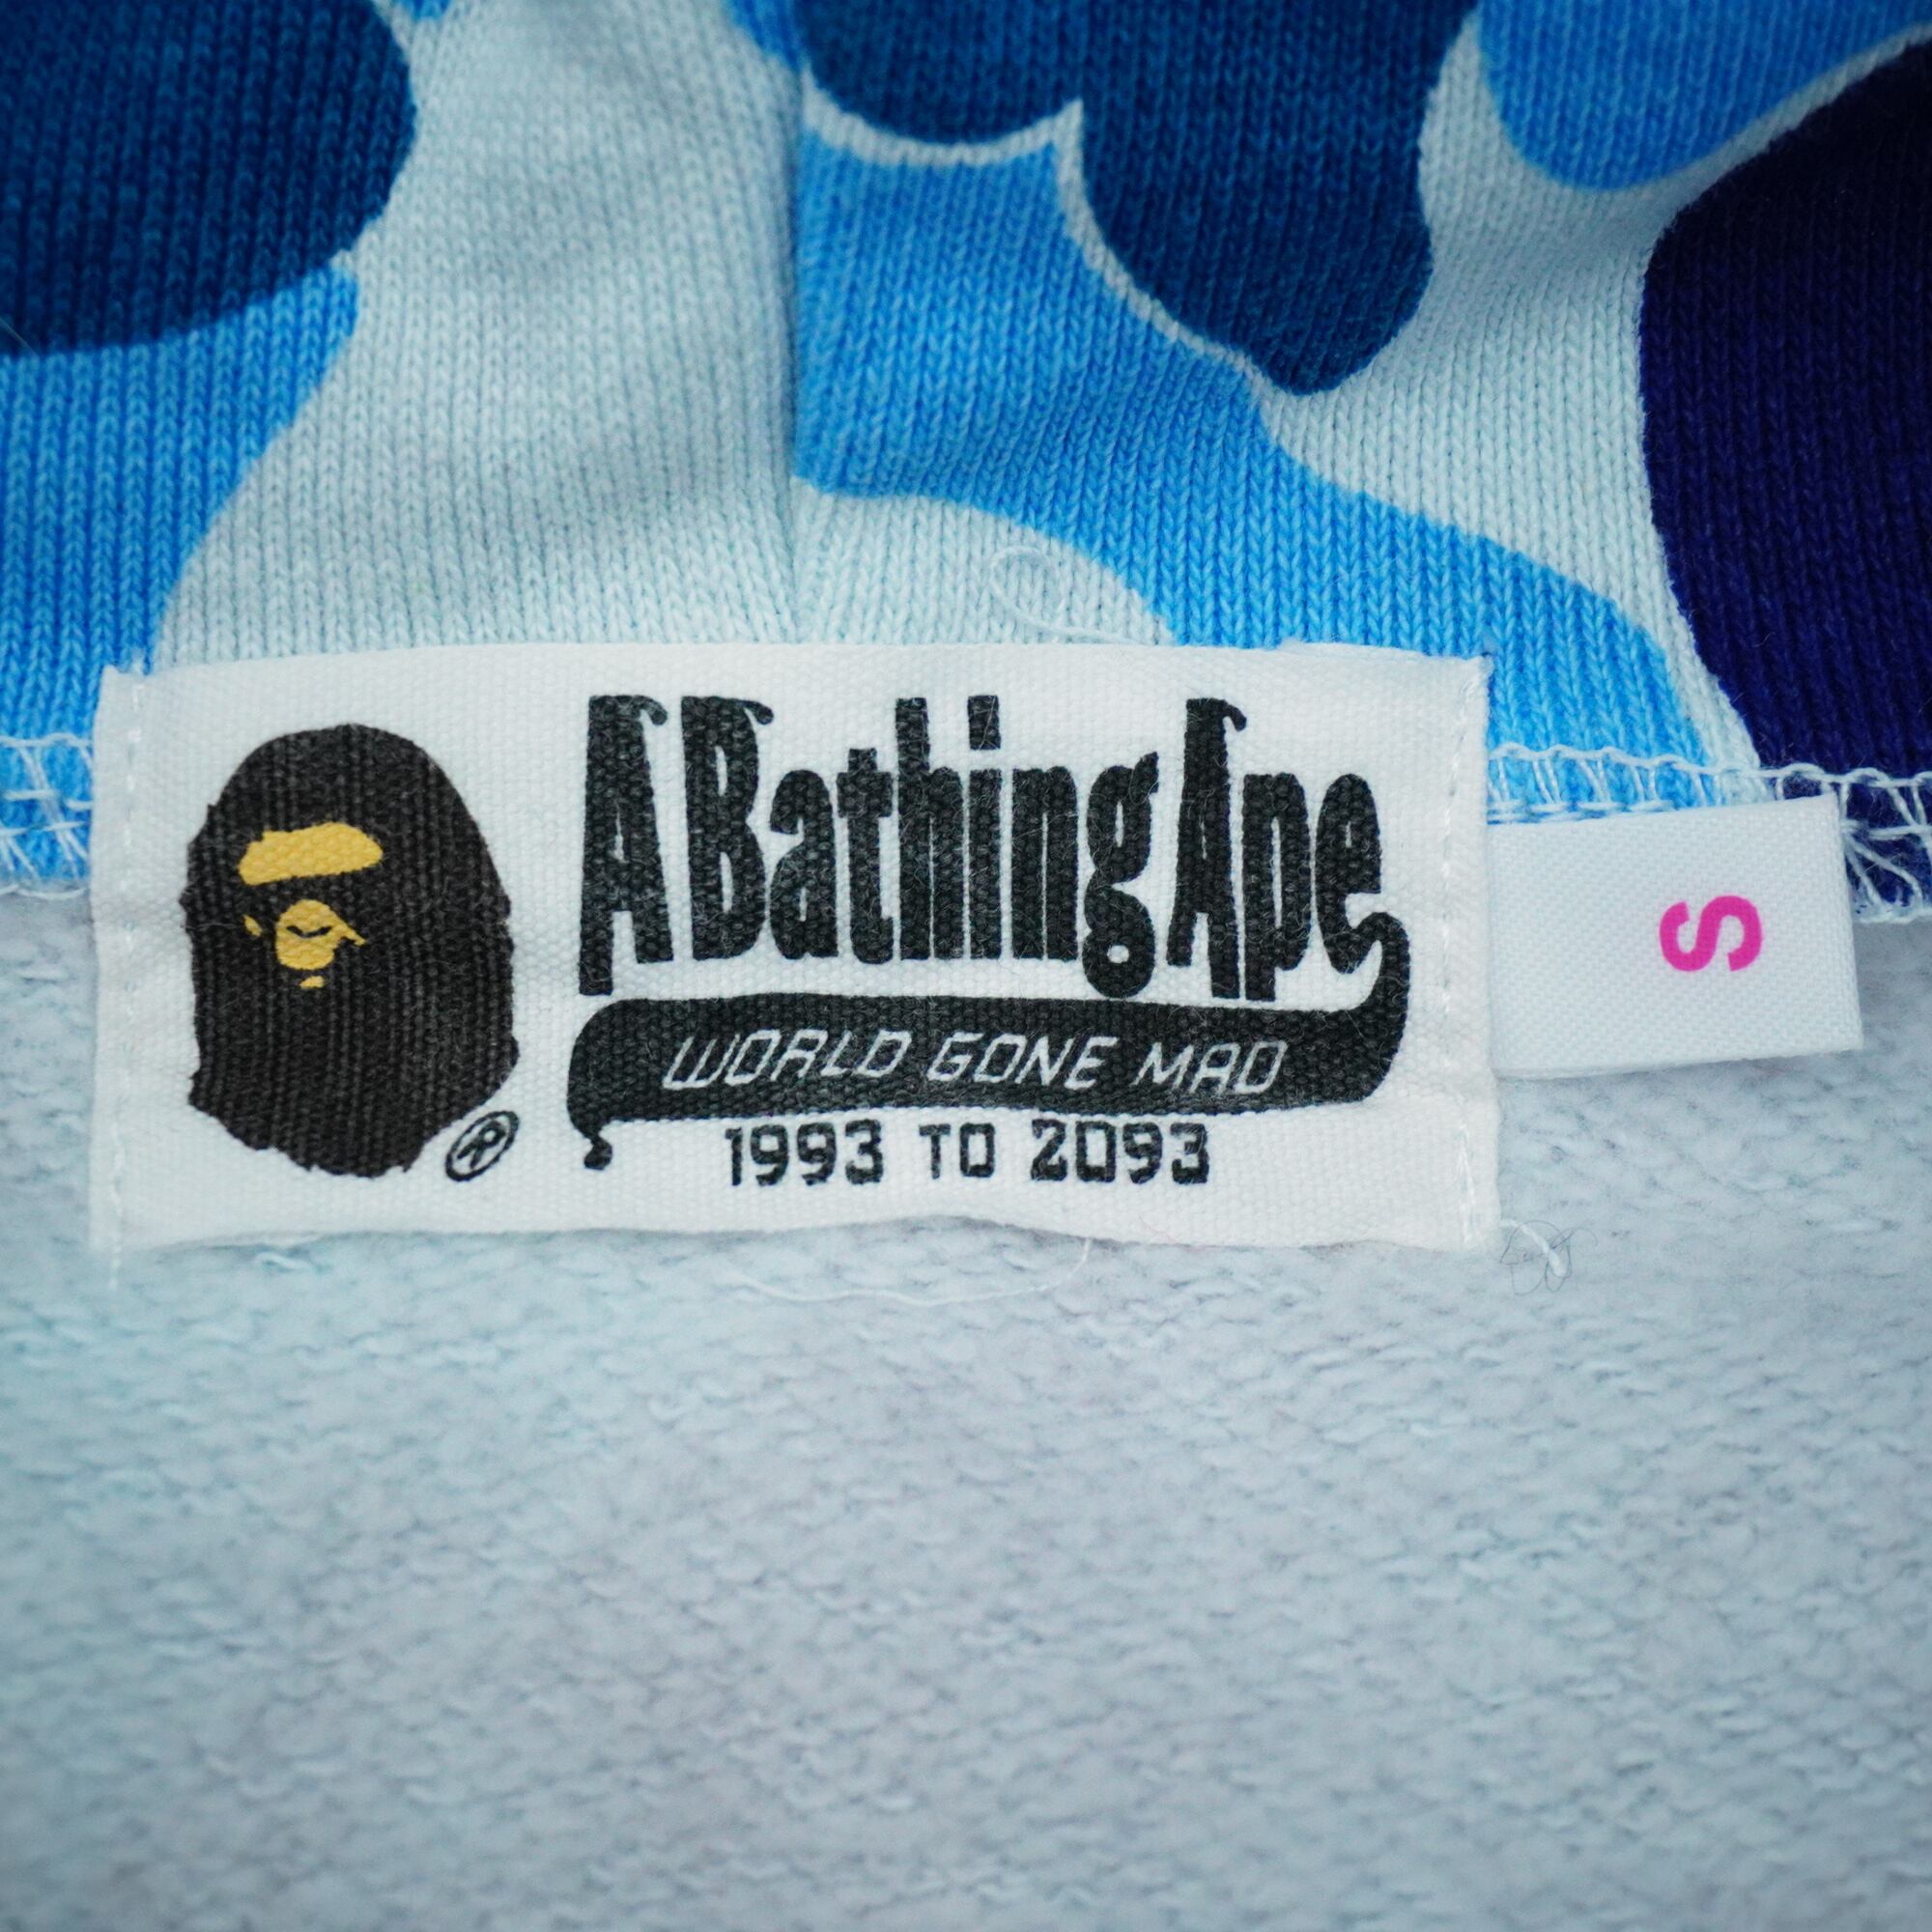 A Bathing Ape
WORLD GONE MAD
1993 TO 2093
®
S